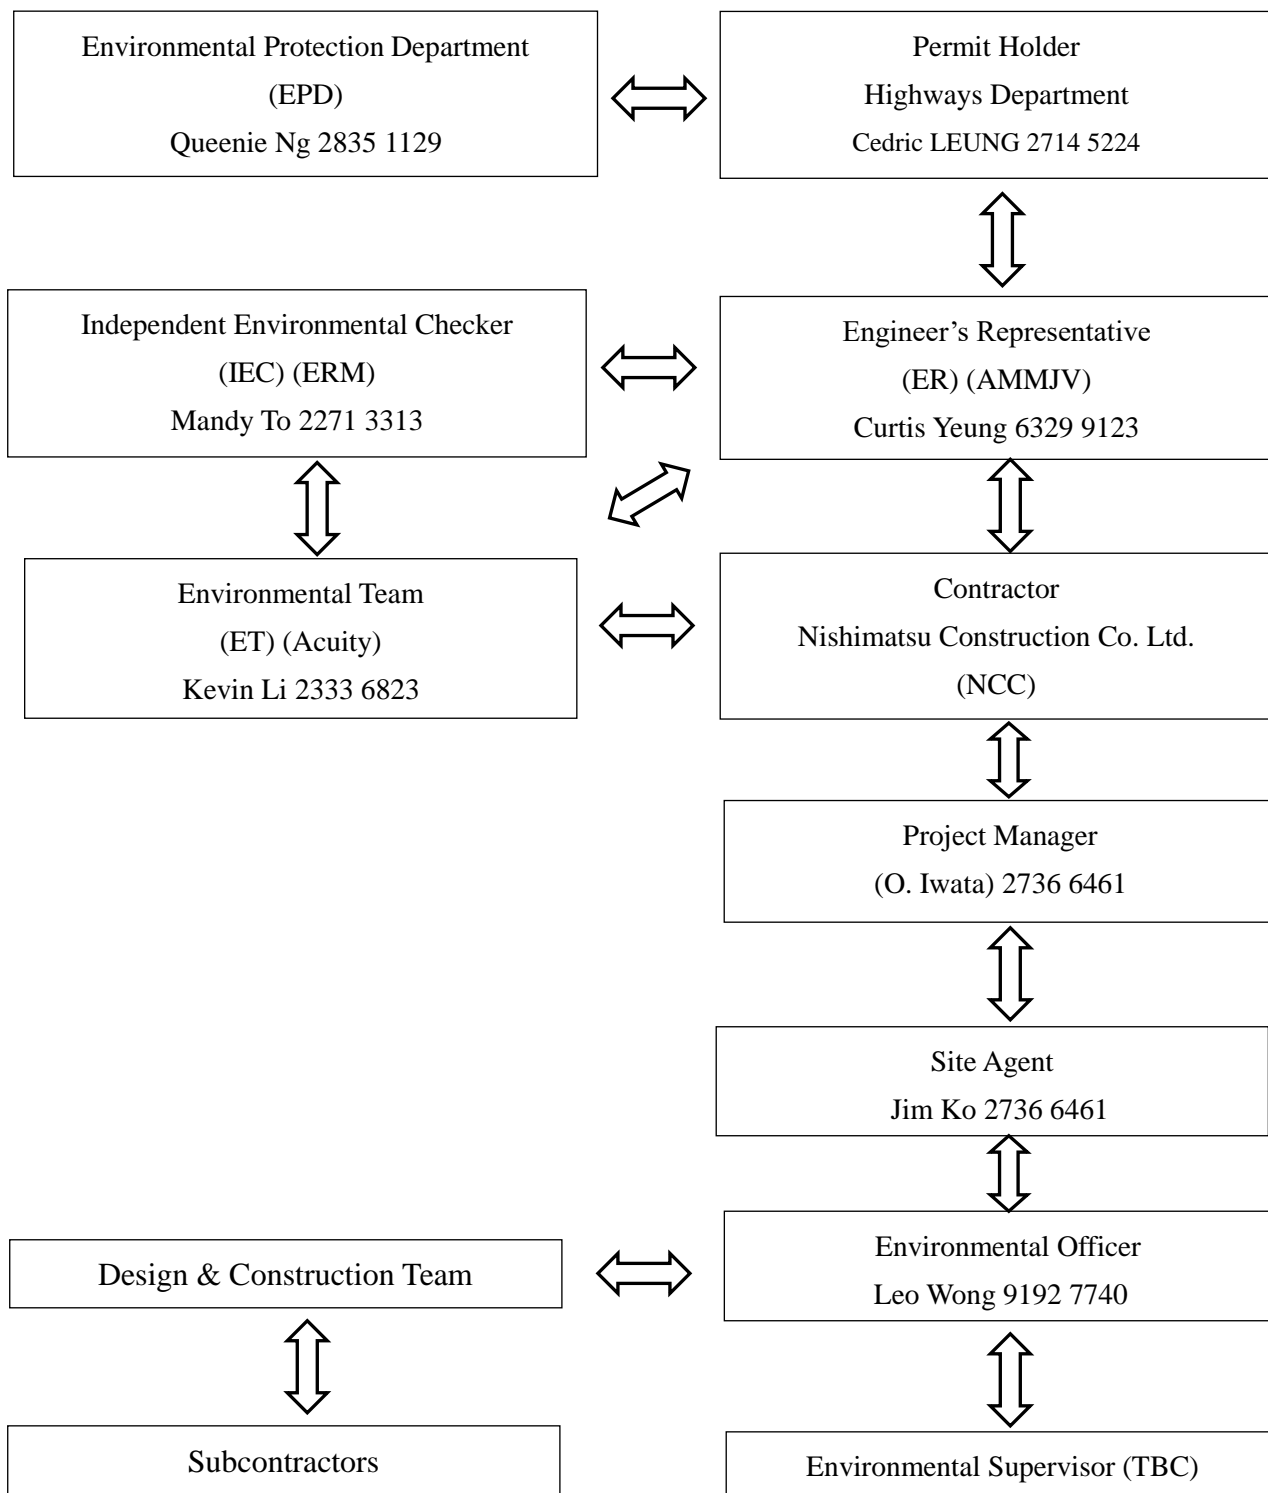 Environmental Protection Department
(EPD)
Queenie Ng 2835 1129
Permit Holder
Highways Department
Cedric LEUNG 2714 5224
Independent Environmental Checker
(IEC) (ERM)
Mandy To 2271 3313
Engineer’s Representative
(ER) (AMMJV)
Curtis Yeung 6329 9123
Environmental Team
(ET) (Acuity)
Kevin Li 2333 6823
Contractor
Nishimatsu Construction Co. Ltd.
(NCC)
Project Manager
(O. Iwata) 2736 6461
Site Agent
Jim Ko 2736 6461
Design & Construction Team
Environmental Officer
Leo Wong 9192 7740
Subcontractors
Environmental Supervisor (TBC)